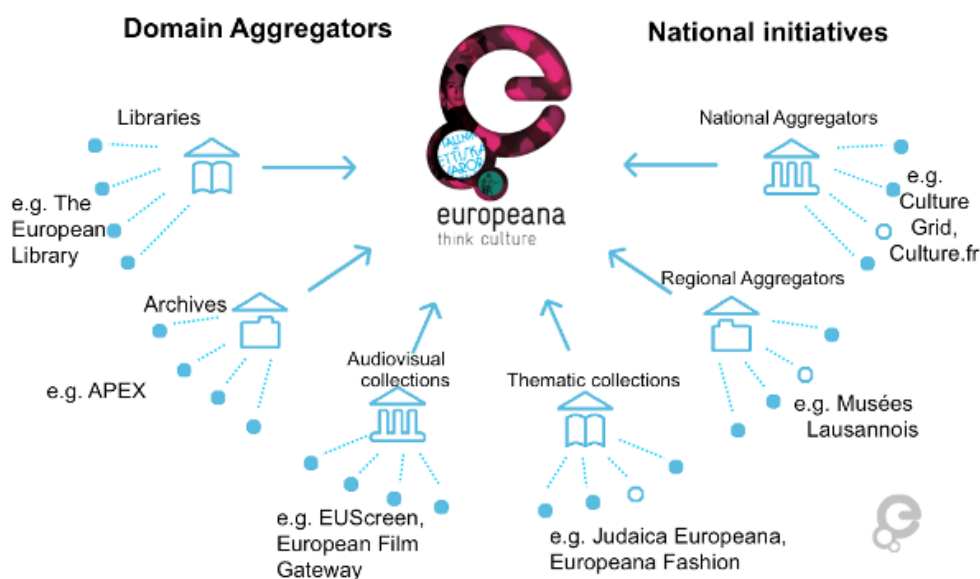 Domain Aggregators
National initiatives
Libraries
e.g. The
European
Library
National Aggregators
e.g.
Culture
Grid,
Culture.fr
europeana
think culture
Archives
e.g. APEX
Regional Aggregators
e.g. Musées
Lausannois
Audiovisual
collections
e.g. EUScreen,
European Film
Gateway
Thematic collections
e.g. Judaica Europeana,
Europeana Fashion